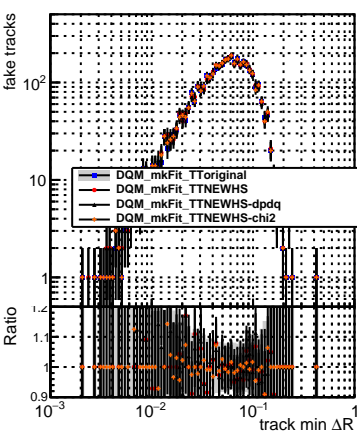 fake tracks
10²
10
1
DQM_mkFit_TToriginal
DQM_mkFit_TTNEWHS
DQM_mkFit_TTNEWHS-dpdq
DQM_mkFit_TTNEWHS-chi2
Ratio
1.2
1.1
1
0.9
10⁻³ 10⁻² 10⁻¹ 1
track min ΔR